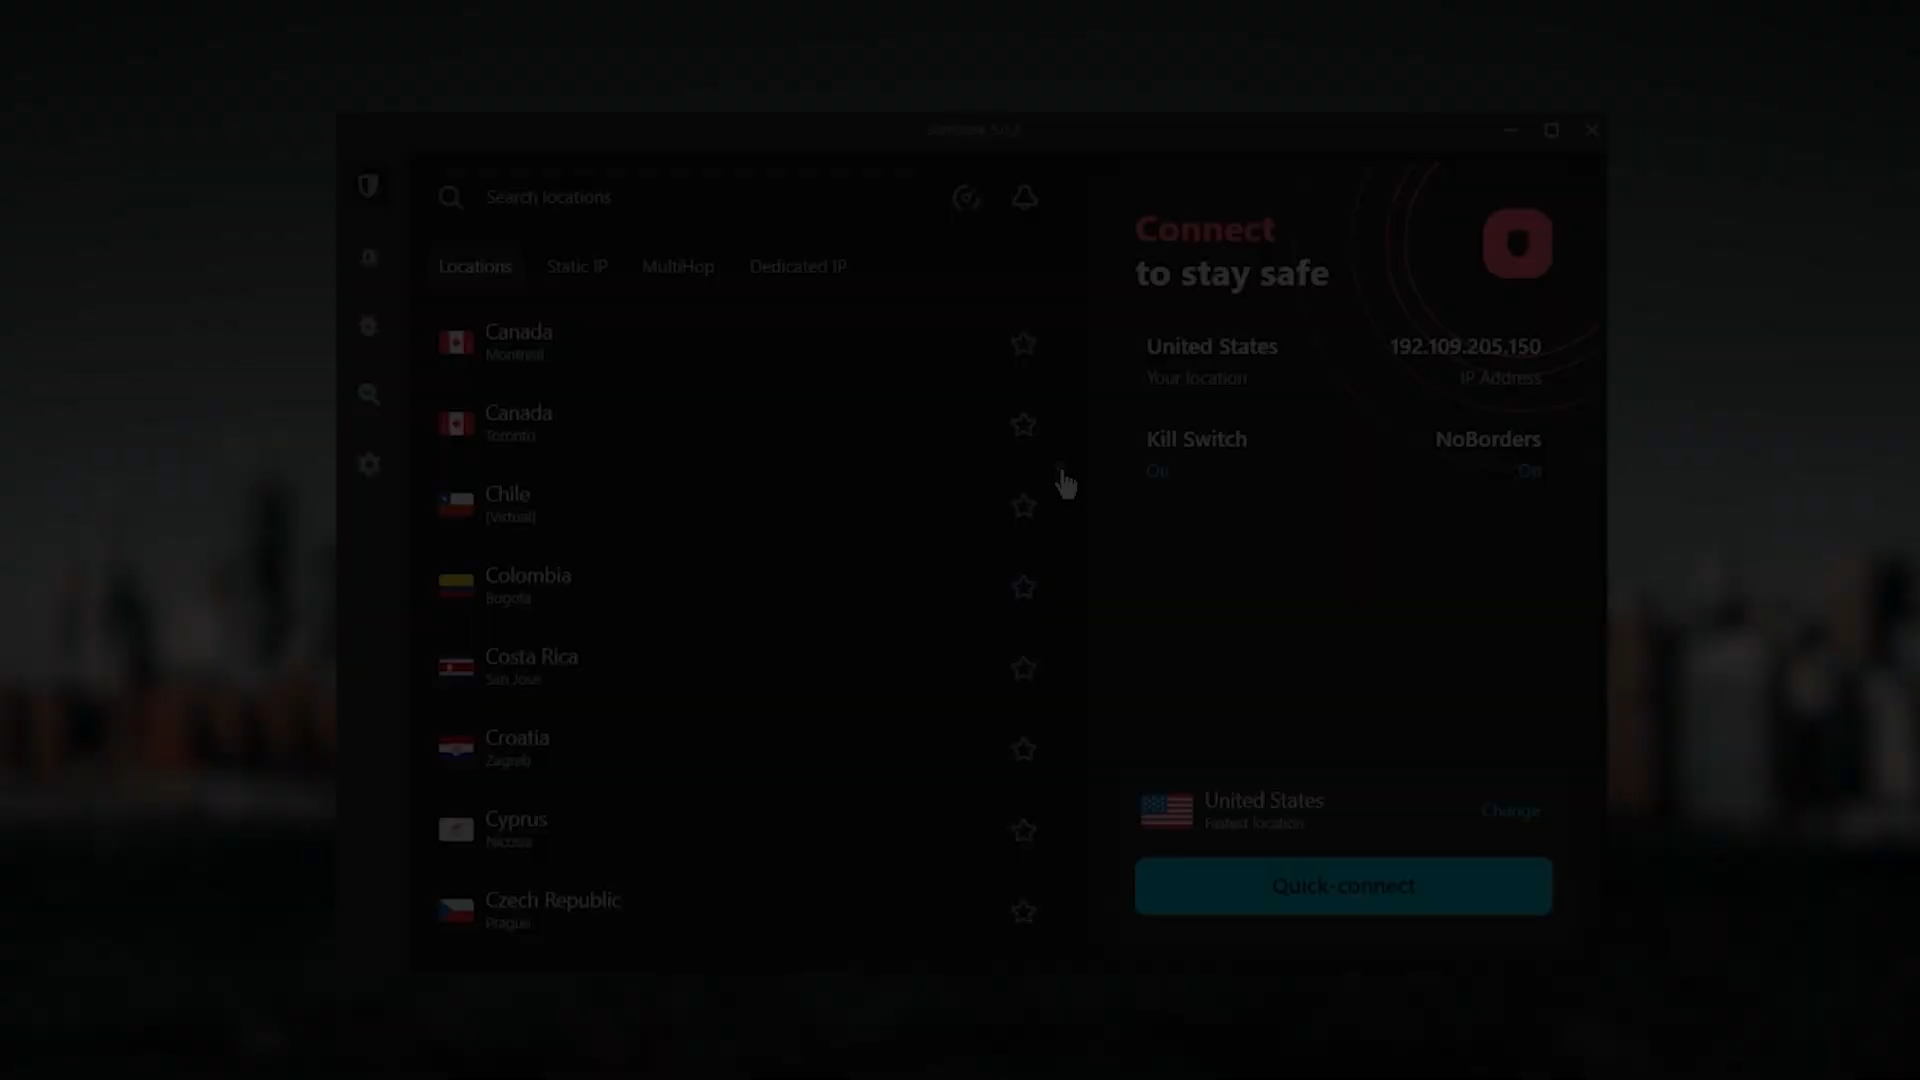 Search locations
Locations Static IP MultiHop Dedicated IP
Canada
Montreal
Canada
Toronto
Chile
(Virtual)
Colombia
Bogota
Costa Rica
San Jose
Croatia
Zagreb
Cyprus
Nicosia
Czech Republic
Prague
Connect
to stay safe
United States 192.109.205.150
Your location IP Address
Kill Switch NoBorders
On On
United States
Fastest location
Change
Quick-connect